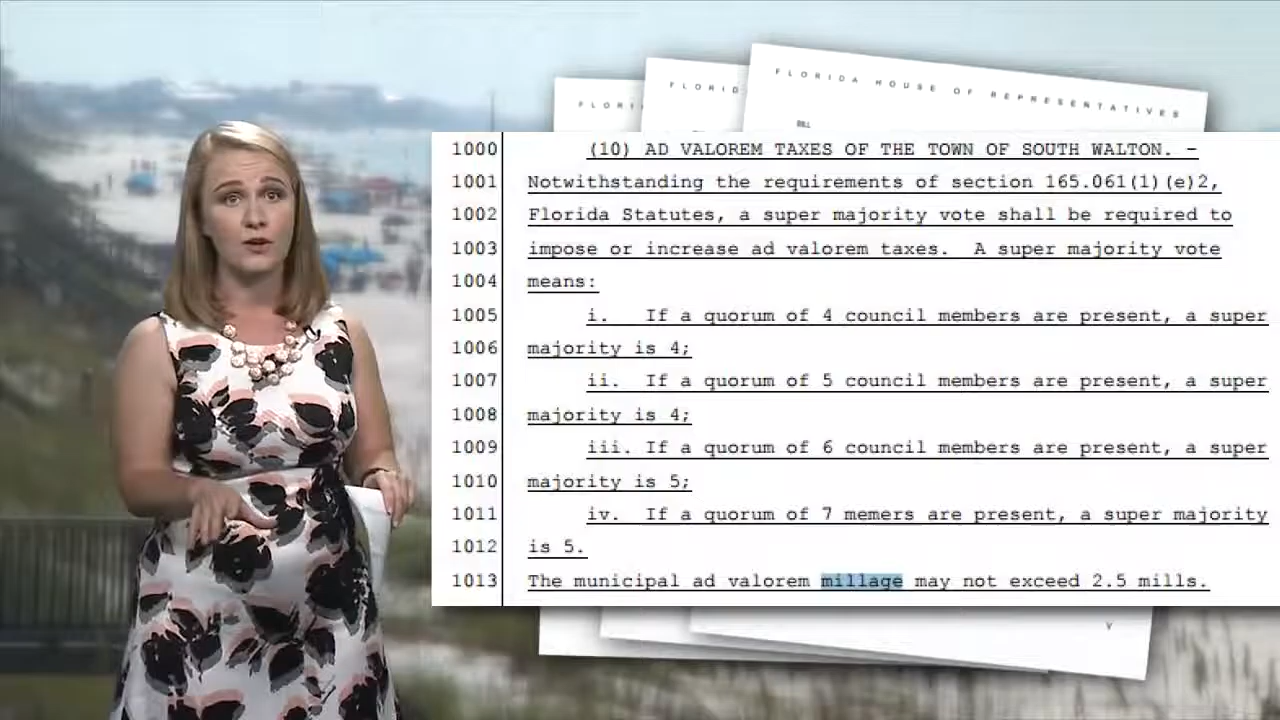 FLORI
FLORID
FLORIDA HOUSE OF REPRESENTATIVES
BILL
1000 (10) AD VALOREM TAXES OF THE TOWN OF SOUTH WALTON. –
1001 Notwithstanding the requirements of section 165.061(1)(e)2,
1002 Florida Statutes, a super majority vote shall be required to
1003 impose or increase ad valorem taxes. A super majority vote
1004 means:
1005 i. If a quorum of 4 council members are present, a super
1006 majority is 4;
1007 ii. If a quorum of 5 council members are present, a super
1008 majority is 4;
1009 iii. If a quorum of 6 council members are present, a super
1010 majority is 5;
1011 iv. If a quorum of 7 memers are present, a super majority
1012 is 5.
1013 The municipal ad valorem millage may not exceed 2.5 mills.
V